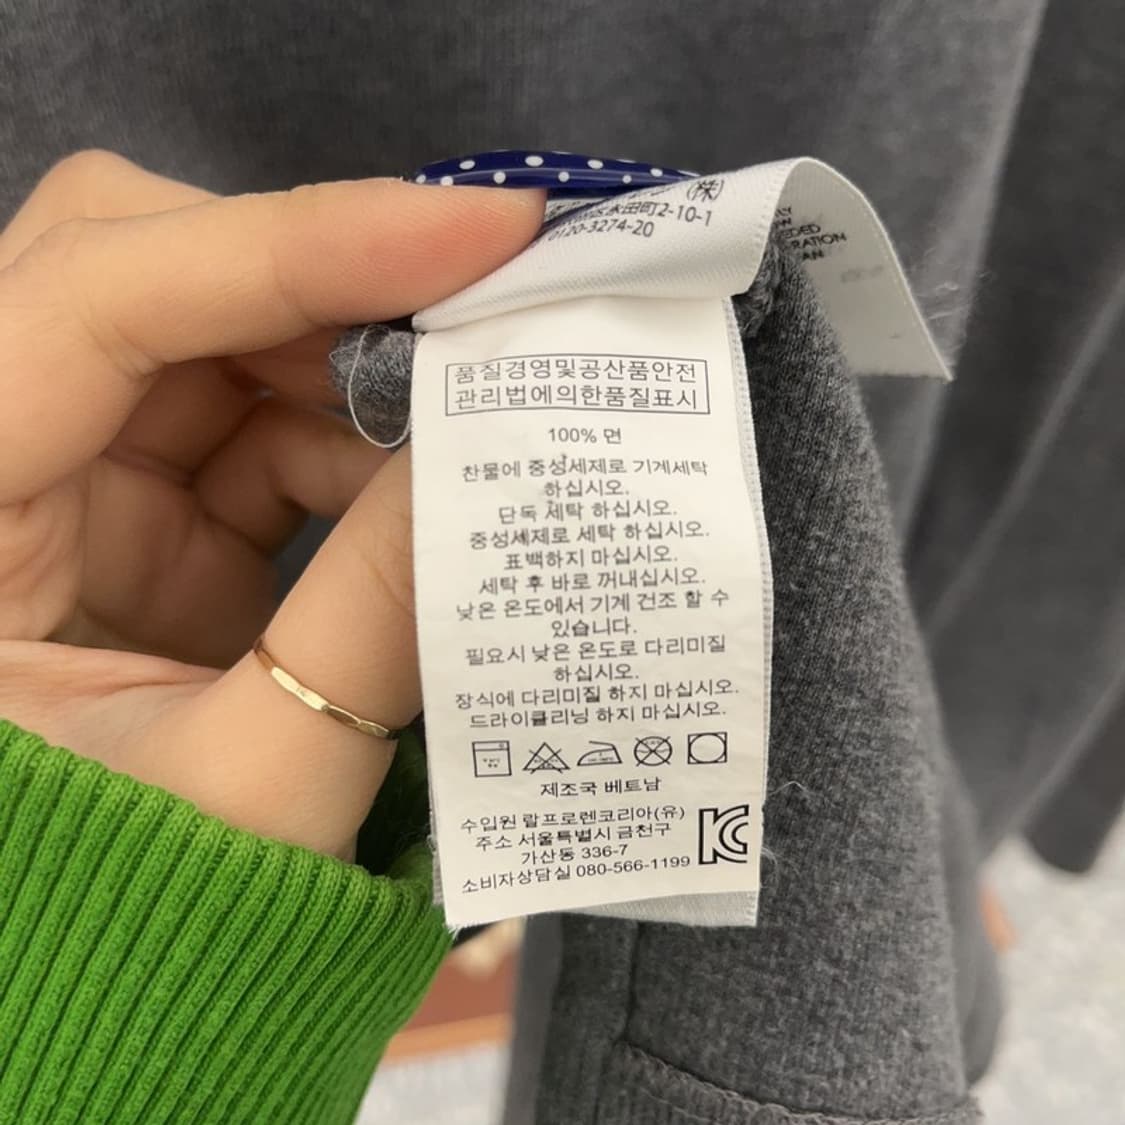 (株)
永田町2-10-1
0120-3274-20
RATION
품질경영및공산품안전
관리법에의한품질표시
100% 면
찬물에 중성세제로 기계세탁
하십시오.
단독 세탁 하십시오.
중성세제로 세탁 하십시오.
표백하지 마십시오.
세탁 후 바로 꺼내십시오.
낮은 온도에서 기계 건조 할 수
있습니다.
필요시 낮은 온도로 다리미질
하십시오.
장식에 다리미질 하지 마십시오.
드라이클리닝 하지 마십시오.
제조국 베트남
수입원 랄프로렌코리아(유)
주소 서울특별시 금천구
가산동 336-7
소비자상담실 080-566-1199
KC